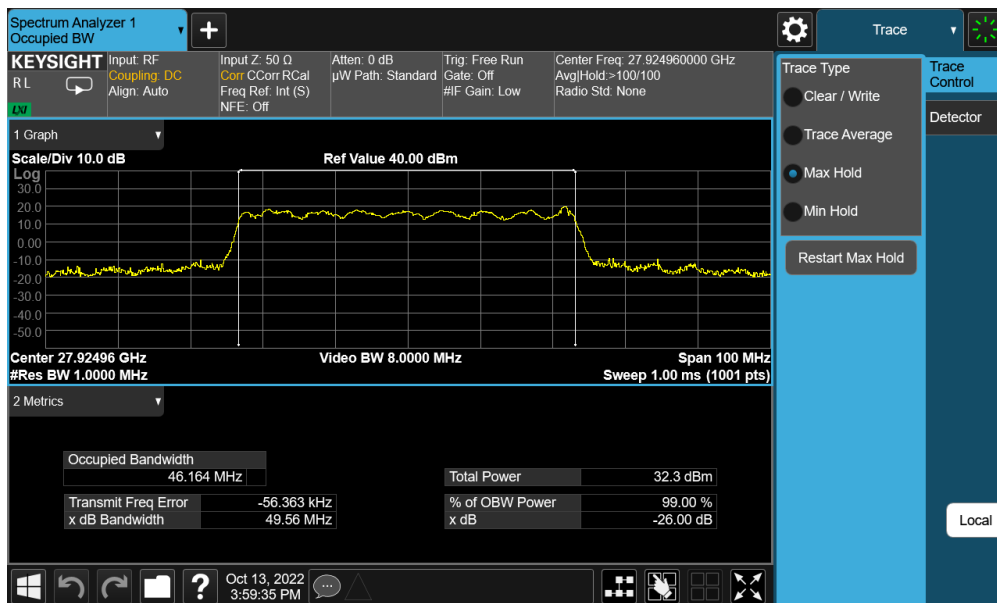 Spectrum Analyzer 1
Occupied BW
+
Trace
KEYSIGHT
R L
LXI
Input: RF
Coupling: DC
Align: Auto
Input Z: 50 Ω
Corr CCorr RCal
Freq Ref: Int (S)
NFE: Off
Atten: 0 dB
µW Path: Standard
Trig: Free Run
Gate: Off
#IF Gain: Low
Center Freq: 27.924960000 GHz
Avg|Hold:>100/100
Radio Std: None
Trace Type
Clear / Write
Trace Average
Max Hold
Min Hold
Restart Max Hold
Trace
Control
Detector
Local
1 Graph
Scale/Div 10.0 dB
Ref Value 40.00 dBm
Log
30.0
20.0
10.0
0.00
-10.0
-20.0
-30.0
-40.0
-50.0
Center 27.92496 GHz
Video BW 8.0000 MHz
Span 100 MHz
#Res BW 1.0000 MHz
Sweep 1.00 ms (1001 pts)
2 Metrics
Occupied Bandwidth
46.164 MHz
Total Power 32.3 dBm
Transmit Freq Error -56.363 kHz
% of OBW Power 99.00 %
x dB Bandwidth 49.56 MHz
x dB -26.00 dB
?
Oct 13, 2022
3:59:35 PM